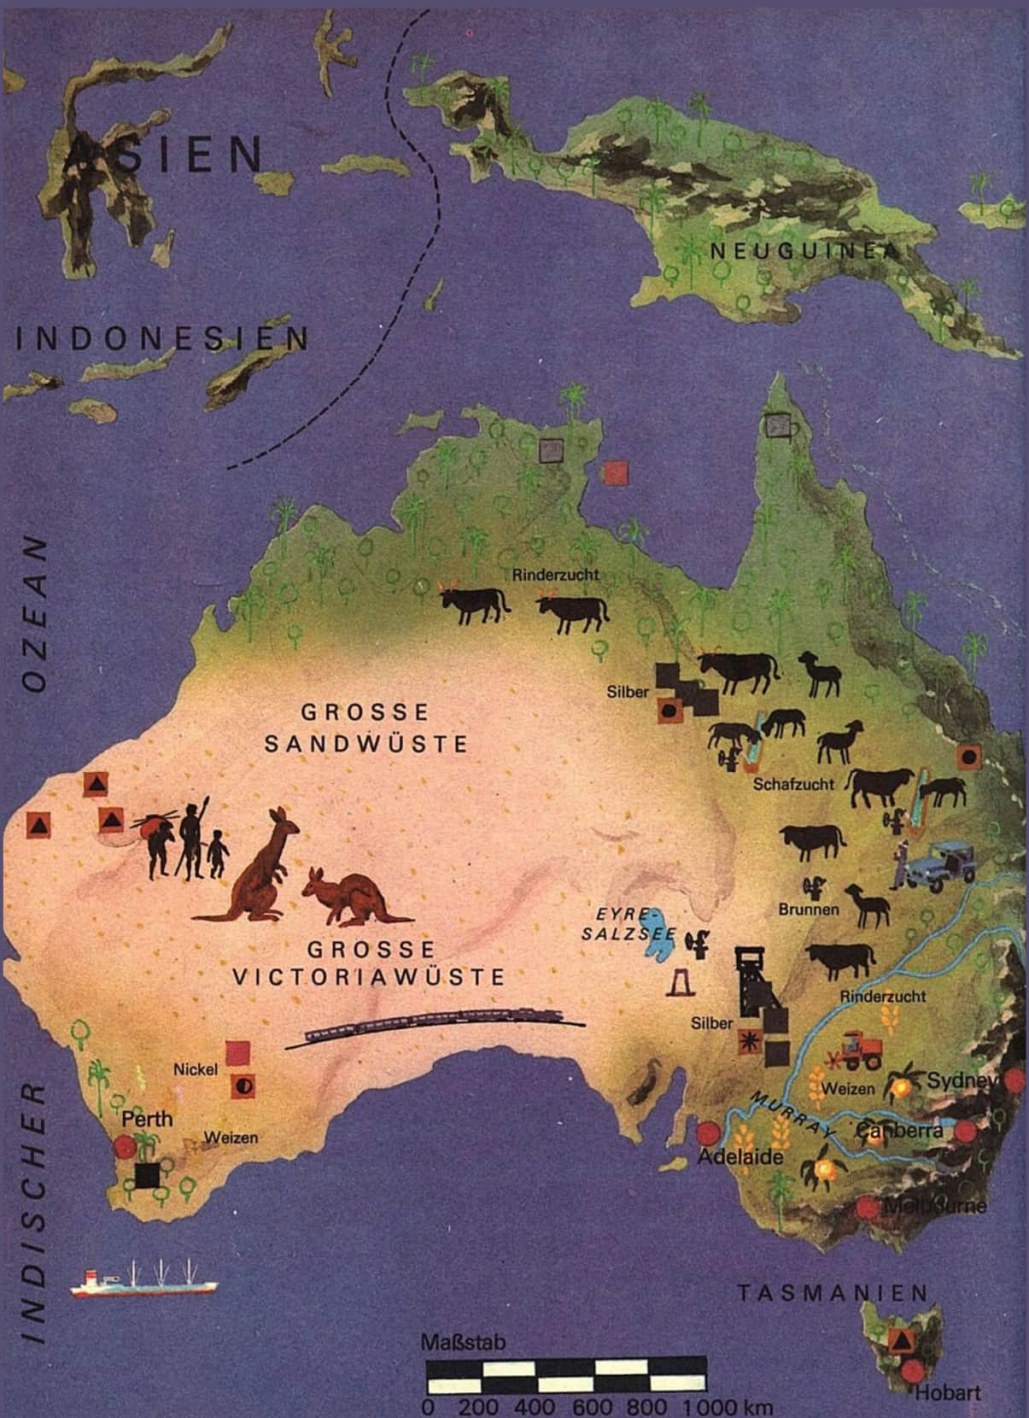 ASIEN
NEUGUINEA
INDONESIEN
INDISCHER OZEAN
Rinderzucht
Silber
GROSSE
SANDWÜSTE
Schafzucht
EYRE-
SALZSEE
Brunnen
GROSSE
VICTORIAWÜSTE
Rinderzucht
Silber
Nickel
Weizen
Sydney
MURRAY
Perth
Canberra
Weizen
Adelaide
Melbourne
TASMANIEN
Maßstab
0 200 400 600 800 1000 km
Hobart